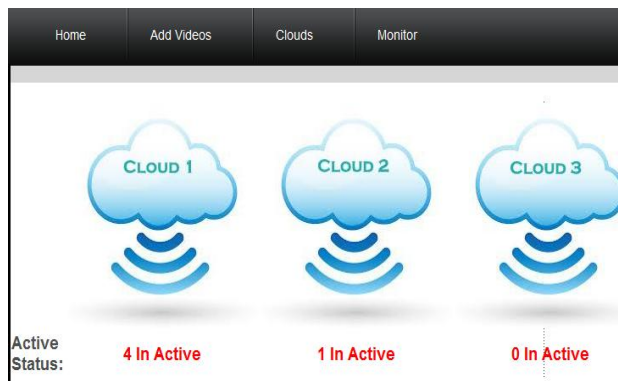 Home Add Videos Clouds Monitor
CLOUD 1 CLOUD 2 CLOUD 3
Active
Status: 4 In Active 1 In Active 0 In Active